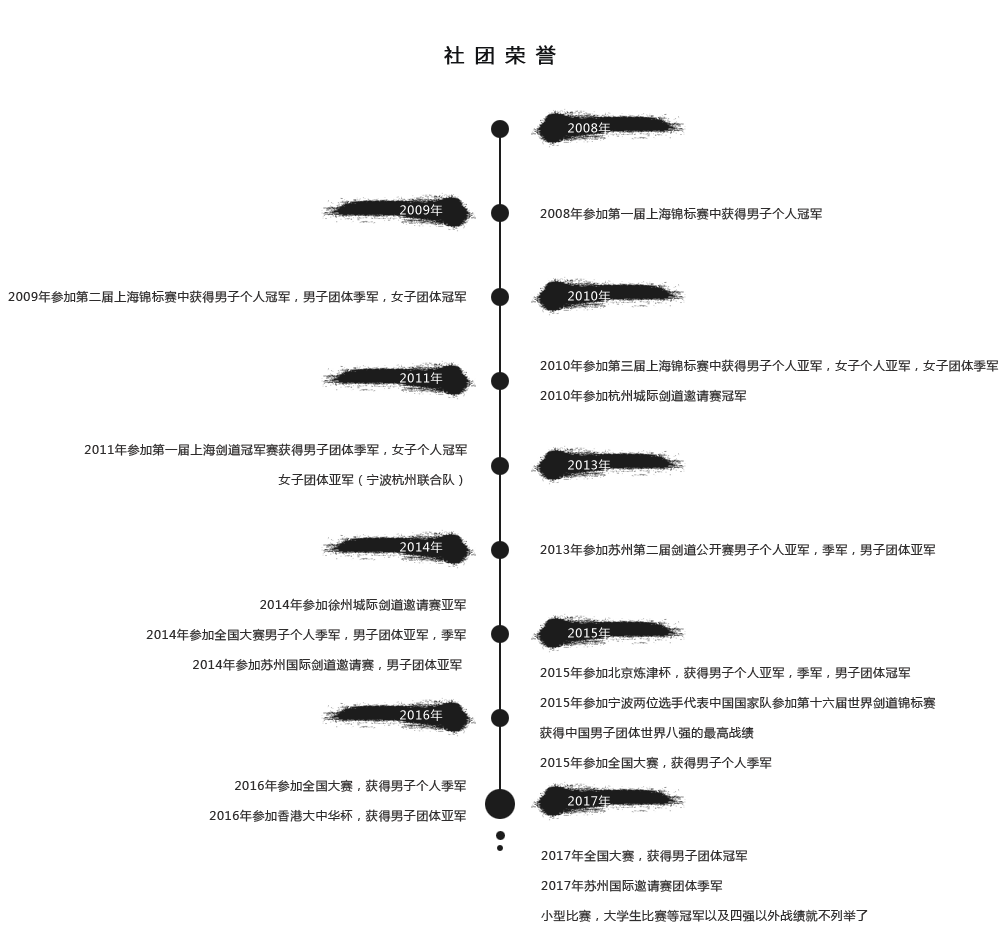 社团荣誉
2008年
2008年参加第一届上海锦标赛中获得男子个人冠军
2009年
2009年参加第二届上海锦标赛中获得男子个人冠军，男子团体季军，女子团体冠军
2010年
2010年参加第三届上海锦标赛中获得男子个人亚军，女子个人亚军，女子团体季军
2010年参加杭州城际剑道邀请赛冠军
2011年
2011年参加第一届上海剑道冠军赛获得男子团体季军，女子个人冠军
女子团体亚军（宁波杭州联合队）
2013年
2013年参加苏州第二届剑道公开赛男子个人亚军，季军，男子团体亚军
2014年
2014年参加徐州城际剑道邀请赛亚军
2014年参加全国大赛男子个人季军，男子团体亚军，季军
2014年参加苏州国际剑道邀请赛，男子团体亚军
2015年
2015年参加北京炼津杯，获得男子个人亚军，季军，男子团体冠军
2015年参加宁波两位选手代表中国国家队参加第十六届世界剑道锦标赛
获得中国男子团体世界八强的最高战绩
2015年参加全国大赛，获得男子个人季军
2016年
2016年参加全国大赛，获得男子个人季军
2016年参加香港大中华杯，获得男子团体亚军
2017年
2017年全国大赛，获得男子团体冠军
2017年苏州国际邀请赛团体季军
小型比赛，大学生比赛等冠军以及四强以外战绩就不列举了